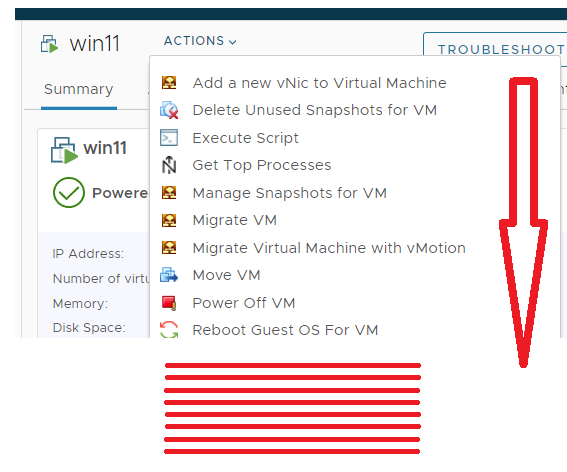 win11
ACTIONS
TROUBLESHOOT
Summary
Add a new vNic to Virtual Machine
Delete Unused Snapshots for VM
Execute Script
Get Top Processes
Manage Snapshots for VM
Migrate VM
Migrate Virtual Machine with vMotion
Move VM
Power Off VM
Reboot Guest OS For VM
win11
Powere
IP Address:
Number of virtu
Memory:
Disk Space: